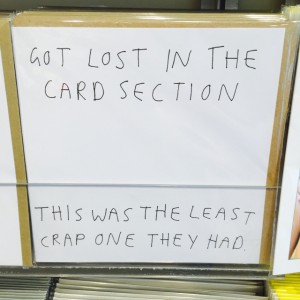 GOT LOST IN THE
CARD SECTION
THIS WAS THE LEAST
CRAP ONE THEY HAD.